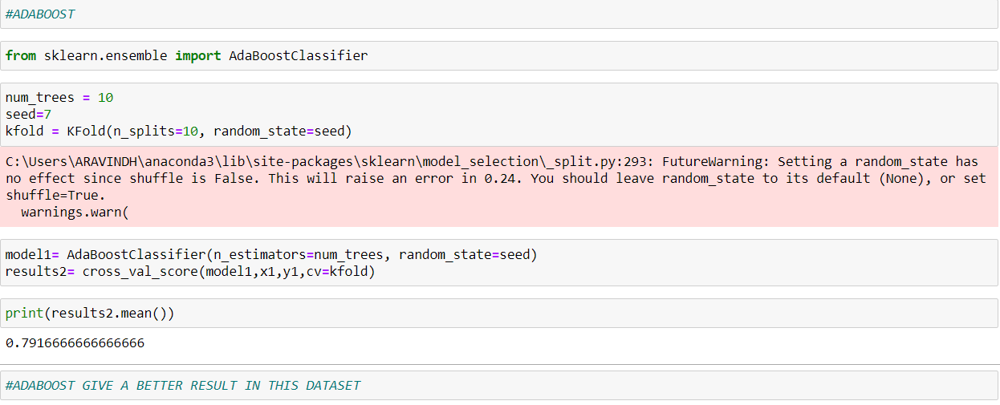 #ADABOOST
from sklearn.ensemble import AdaBoostClassifier
num_trees = 10
seed=7
kfold = KFold(n_splits=10, random_state=seed)
C:\Users\ARAVINDH\anaconda3\lib\site-packages\sklearn\model_selection\_split.py:293: FutureWarning: Setting a random_state has
no effect since shuffle is False. This will raise an error in 0.24. You should leave random_state to its default (None), or set
shuffle=True.
  warnings.warn(
model1= AdaBoostClassifier(n_estimators=num_trees, random_state=seed)
results2= cross_val_score(model1,x1,y1,cv=kfold)
print(results2.mean())
0.7916666666666666
#ADABOOST GIVE A BETTER RESULT IN THIS DATASET